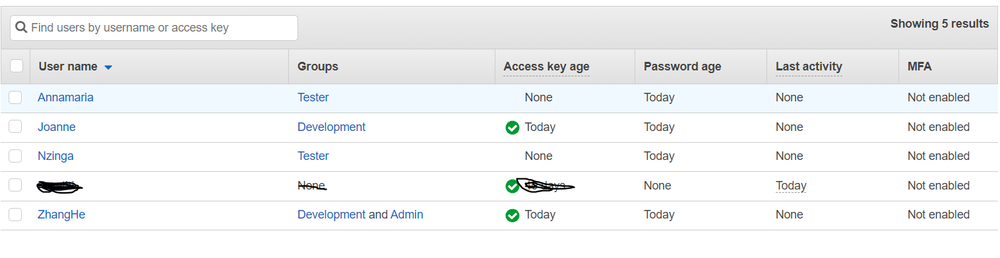 Find users by username or access key
Showing 5 results
User name Groups Access key age Password age Last activity MFA
Annamaria Tester None Today None Not enabled
Joanne Development Today Today None Not enabled
Nzinga Tester None Today None Not enabled
None days None Today Not enabled
ZhangHe Development and Admin Today Today None Not enabled